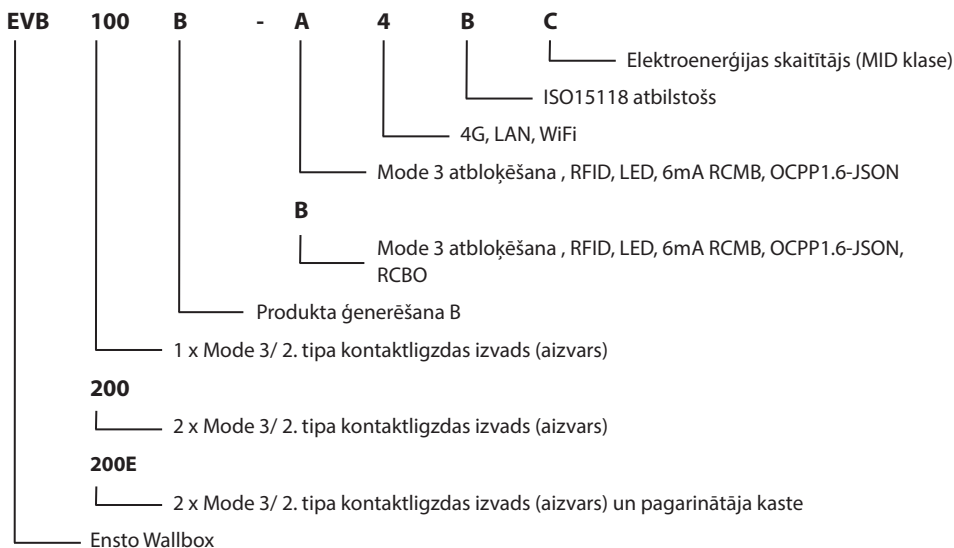 EVB 100 B - A 4 B C
Elektroenerģijas skaitītājs (MID klase)
ISO15118 atbilstošs
4G, LAN, WiFi
Mode 3 atbloķēšana , RFID, LED, 6mA RCMB, OCPP1.6-JSON
B
Mode 3 atbloķēšana , RFID, LED, 6mA RCMB, OCPP1.6-JSON,
RCBO
Produkta ģenerēšana B
1 x Mode 3/ 2. tipa kontaktligzdas izvads (aizvars)
200
2 x Mode 3/ 2. tipa kontaktligzdas izvads (aizvars)
200E
2 x Mode 3/ 2. tipa kontaktligzdas izvads (aizvars) un pagarinātāja kaste
Ensto Wallbox